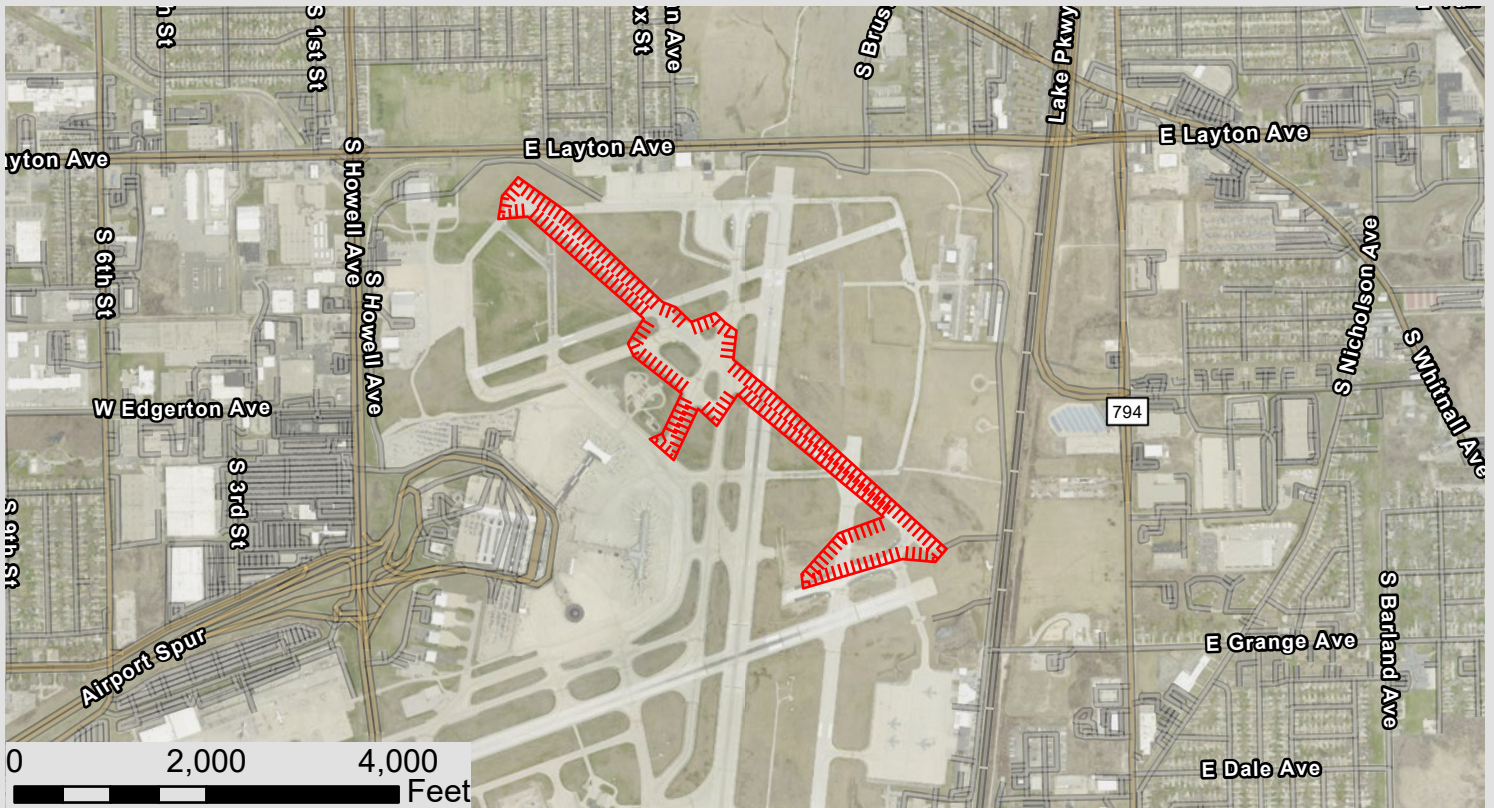 S 1st St
S Brus
Lake Pkwy
E Layton Ave
E Layton Ave
yton Ave
S Howell Ave
S 6th St
S Howell Ave
S Nicholson Ave
S Whitnall Ave
W Edgerton Ave
794
S 3rd St
S 9th St
S Barland Ave
E Grange Ave
Airport Spur
E Dale Ave
0 2,000 4,000
Feet